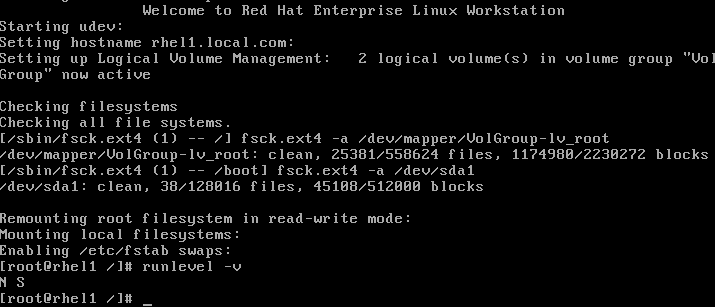 Welcome to Red Hat Enterprise Linux Workstation
Starting udev:
Setting hostname rhel1.local.com:
Setting up Logical Volume Management:   2 logical volume(s) in volume group "Vol
Group" now active
Checking filesystems
Checking all file systems.
[/sbin/fsck.ext4 (1) -- /] fsck.ext4 -a /dev/mapper/VolGroup-lv_root
/dev/mapper/VolGroup-lv_root: clean, 25381/558624 files, 1174980/2230272 blocks
[/sbin/fsck.ext4 (1) -- /boot] fsck.ext4 -a /dev/sda1
/dev/sda1: clean, 38/128016 files, 45108/512000 blocks
Remounting root filesystem in read-write mode:
Mounting local filesystems:
Enabling /etc/fstab swaps:
[root@rhel1 /]# runlevel -v
N S
[root@rhel1 /]# _